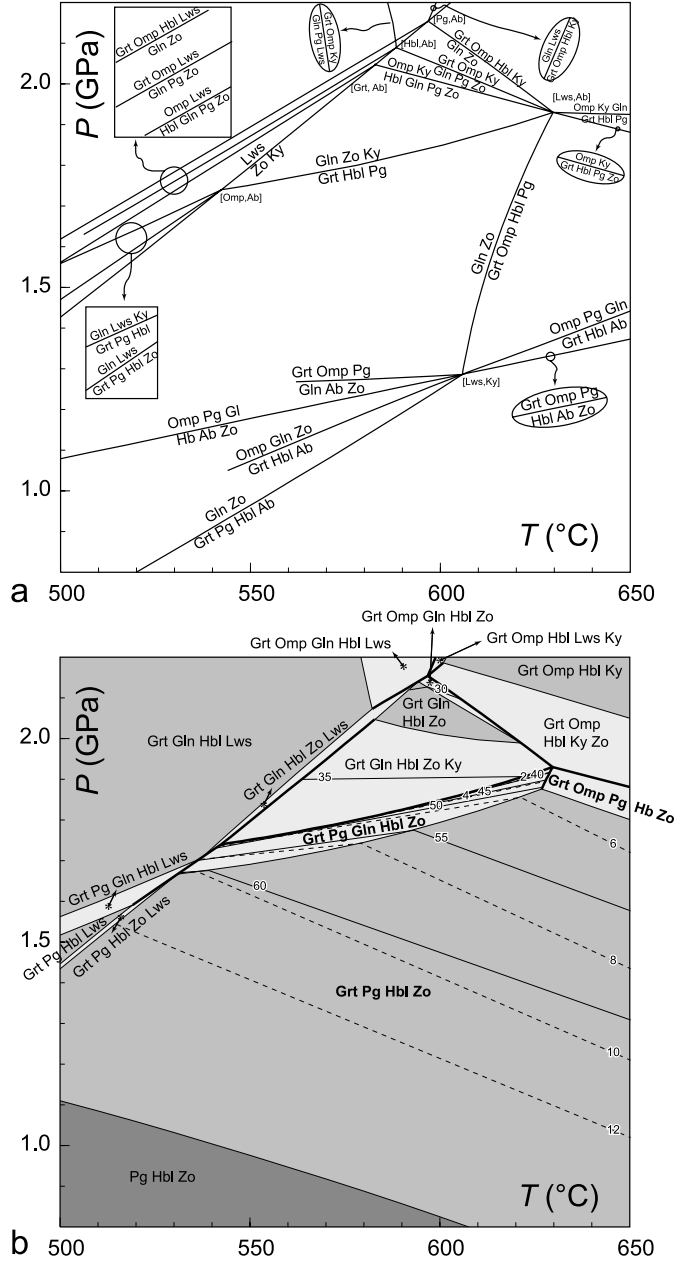 Grt Omp Hbl Lws
Gln Zo
Grt Omp Lws
Gln Pg Zo
Omp Lws
Hbl Gln Pg Zo
Grt Omp Ky
Gln Pg Lws
[Pg,Ab]
[Hbl,Ab]
[Grt, Ab]
Grt Omp Hbl Ky
Gln Zo
Grt Omp Ky
Gln Pg Zo
Omp Ky
Hbl Gln Pg Zo
Gln Lws
Grt Omp Hbl Ky
[Lws,Ab]
Omp Ky Gln
Grt Hbl Pg
Omp Ky
Grt Hbl Pg Zo
Lws
Zo Ky
Gln Zo Ky
Grt Hbl Pg
[Omp,Ab]
Gln Zo
Grt Omp Hbl Pg
Gln Lws Ky
Grt Pg Hbl
Gln Lws
Grt Pg Hbl Zo
Omp Pg Gln
Grt Hbl Ab
Grt Omp Pg
Gln Ab Zo
[Lws,Ky]
Grt Omp Pg
Hbl Ab Zo
Omp Pg Gl
Hb Ab Zo
Omp Gln Zo
Grt Hbl Ab
Gln Zo
Grt Pg Hbl Ab
P (GPa)
2.0
1.5
1.0
T (°C)
a
500
550
600
650
Grt Omp Gln Hbl Zo
Grt Omp Gln Hbl Lws
Grt Omp Hbl Lws Ky
Grt Omp Hbl Ky
30
Grt Gln
Hbl Zo
Grt Omp
Hbl Ky Zo
Grt Gln Hbl Lws
Grt Gln Hbl Zo Lws
Grt Gln Hbl Zo Ky
35
2
40
4
45
50
Grt Omp Pg Hb Zo
Grt Pg Gln Hbl Zo
55
6
Grt Pg Gln Hbl Lws
60
Grt Pg Hbl Lws
Grt Pg Hbl Zo Lws
8
Grt Pg Hbl Zo
10
12
Pg Hbl Zo
P (GPa)
2.0
1.5
1.0
T (°C)
b
500
550
600
650